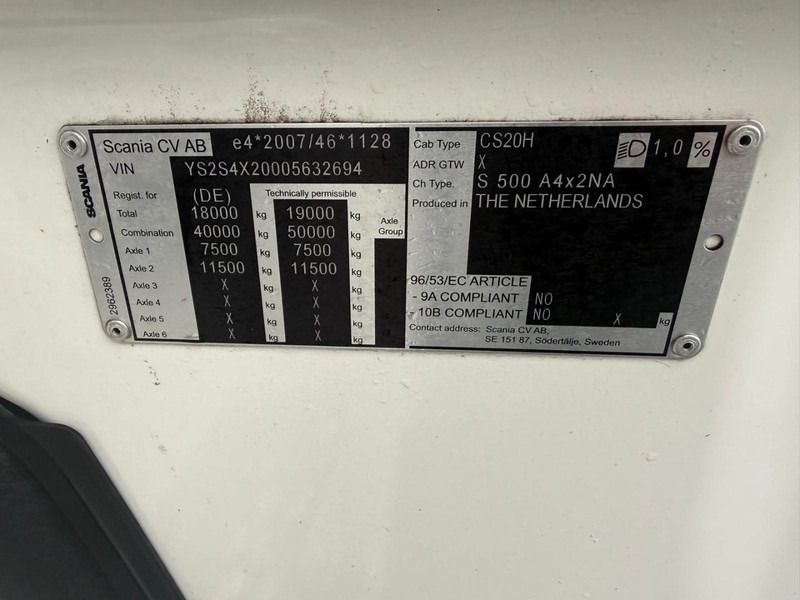 Scania CV AB e4*2007/46*1128
VIN YS2S4X20005632694
SCANIA
2962389
Regist. for (DE) Technically permissible
Total 18000 kg 19000 kg
Combination 40000 kg 50000 kg Axle Group
Axle 1 7500 kg 7500 kg
Axle 2 11500 kg 11500 kg
Axle 3 X kg X kg
Axle 4 X kg X kg
Axle 5 X kg X kg
Axle 6 X kg X kg
Cab Type CS20H 1,0 %
ADR GTW X
Ch Type. S 500 A4x2NA
Produced in THE NETHERLANDS
96/53/EC ARTICLE
- 9A COMPLIANT NO
- 10B COMPLIANT NO X kg
Contact address: Scania CV AB,
SE 151 87, Södertälje, Sweden